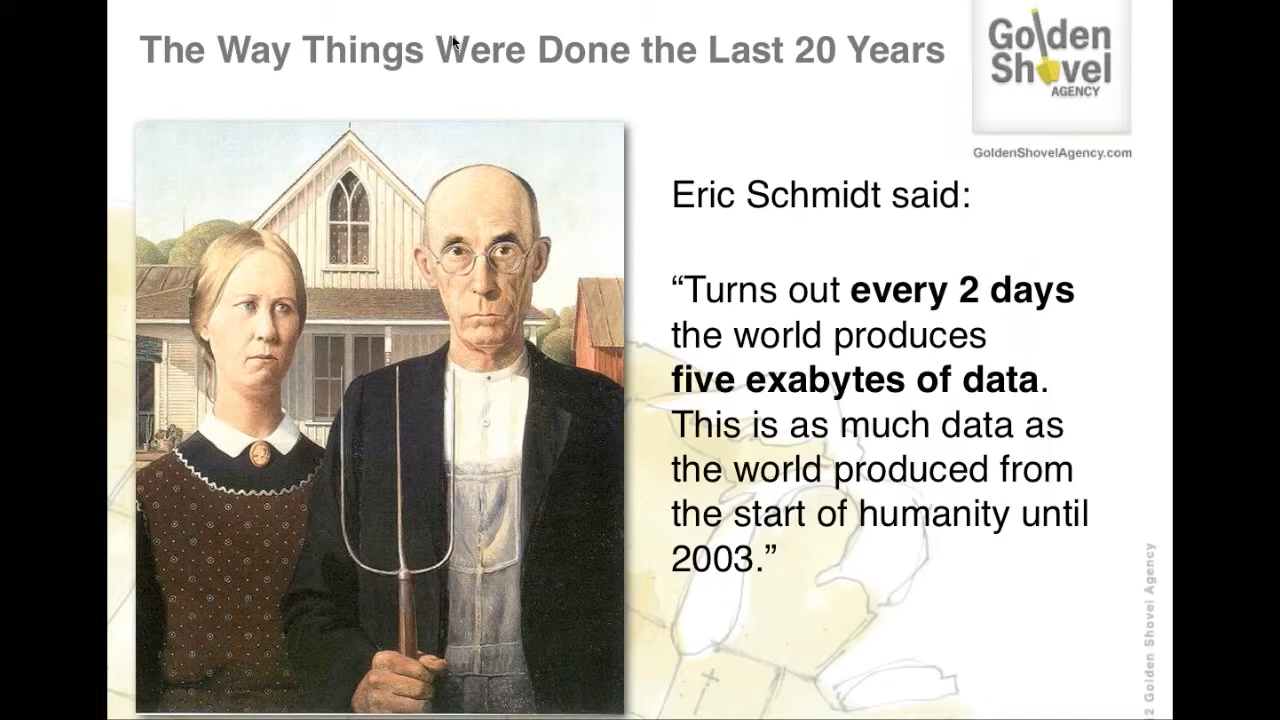 The Way Things Were Done the Last 20 Years
Golden
Shovel
AGENCY
GoldenShovelAgency.com
Eric Schmidt said:
“Turns out every 2 days
the world produces
five exabytes of data.
This is as much data as
the world produced from
the start of humanity until
2003.”
2 Golden Shovel Agency